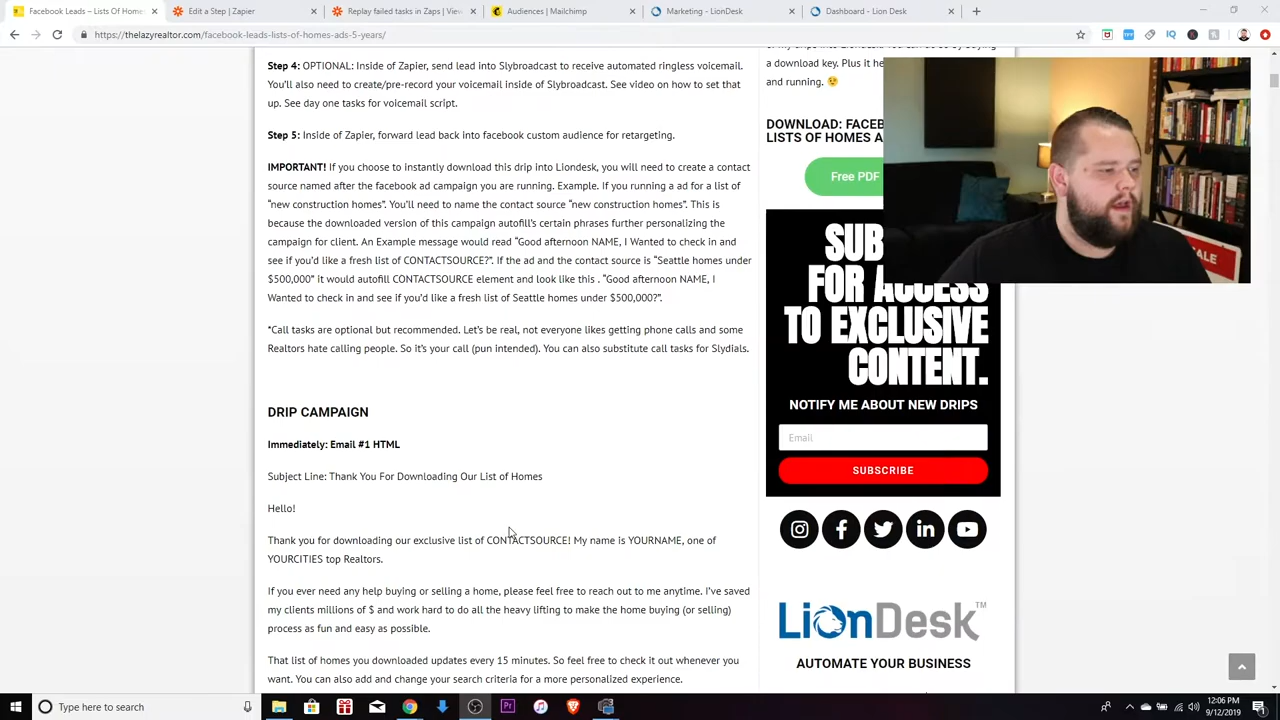 Facebook Leads – Lists Of Hom
Edit a Step | Zapier
Replay failed tasks in Zaps | View
Audiences | Mailchimp
Marketing - LionDesk
Dashboard - Lion Desk
https://thelazyrealtor.com/facebook-leads-lists-of-homes-ads-5-years/
Step 4: OPTIONAL: Inside of Zapier, send lead into Slybroadcast to receive automated ringless voicemail.
You'll also need to create/pre-record your voicemail inside of Slybroadcast. See video on how to set that
up. See day one tasks for voicemail script.
Step 5: Inside of Zapier, forward lead back into facebook custom audience for retargeting.
IMPORTANT! If you choose to instantly download this drip into Liondesk, you will need to create a contact
source named after the facebook ad campaign you are running. Example. If you running a ad for a list of
"new construction homes". You'll need to name the contact source "new construction homes". This is
because the downloaded version of this campaign autofill's certain phrases further personalizing the
campaign for client. An Example message would read "Good afternoon NAME, I Wanted to check in and
see if you'd like a fresh list of CONTACTSOURCE?". If the ad and the contact source is "Seattle homes under
$500,000" it would autofill CONTACTSOURCE element and look like this . "Good afternoon NAME, I
Wanted to check in and see if you'd like a fresh list of Seattle homes under $500,000?".
*Call tasks are optional but recommended. Let's be real, not everyone likes getting phone calls and some
Realtors hate calling people. So it's your call (pun intended). You can also substitute call tasks for Slydials.
DRIP CAMPAIGN
Immediately: Email #1 HTML
Subject Line: Thank You For Downloading Our List of Homes
Hello!
Thank you for downloading our exclusive list of CONTACTSOURCE! My name is YOURNAME, one of
YOURCITIES top Realtors.
If you ever need any help buying or selling a home, please feel free to reach out to me anytime. I've saved
my clients millions of $ and work hard to do all the heavy lifting to make the home buying (or selling)
process as fun and easy as possible.
That list of homes you downloaded updates every 15 minutes. So feel free to check it out whenever you
want. You can also add and change your search criteria for a more personalized experience.
a download key. Plus it he
and running. 😉
DOWNLOAD: FACEB
LISTS OF HOMES A
Free PDF
SUB
FOR ACCESS
TO EXCLUSIVE
CONTENT.
NOTIFY ME ABOUT NEW DRIPS
Email
SUBSCRIBE
LionDesk™
AUTOMATE YOUR BUSINESS
ALE
Type here to search
12:06 PM
9/12/2019